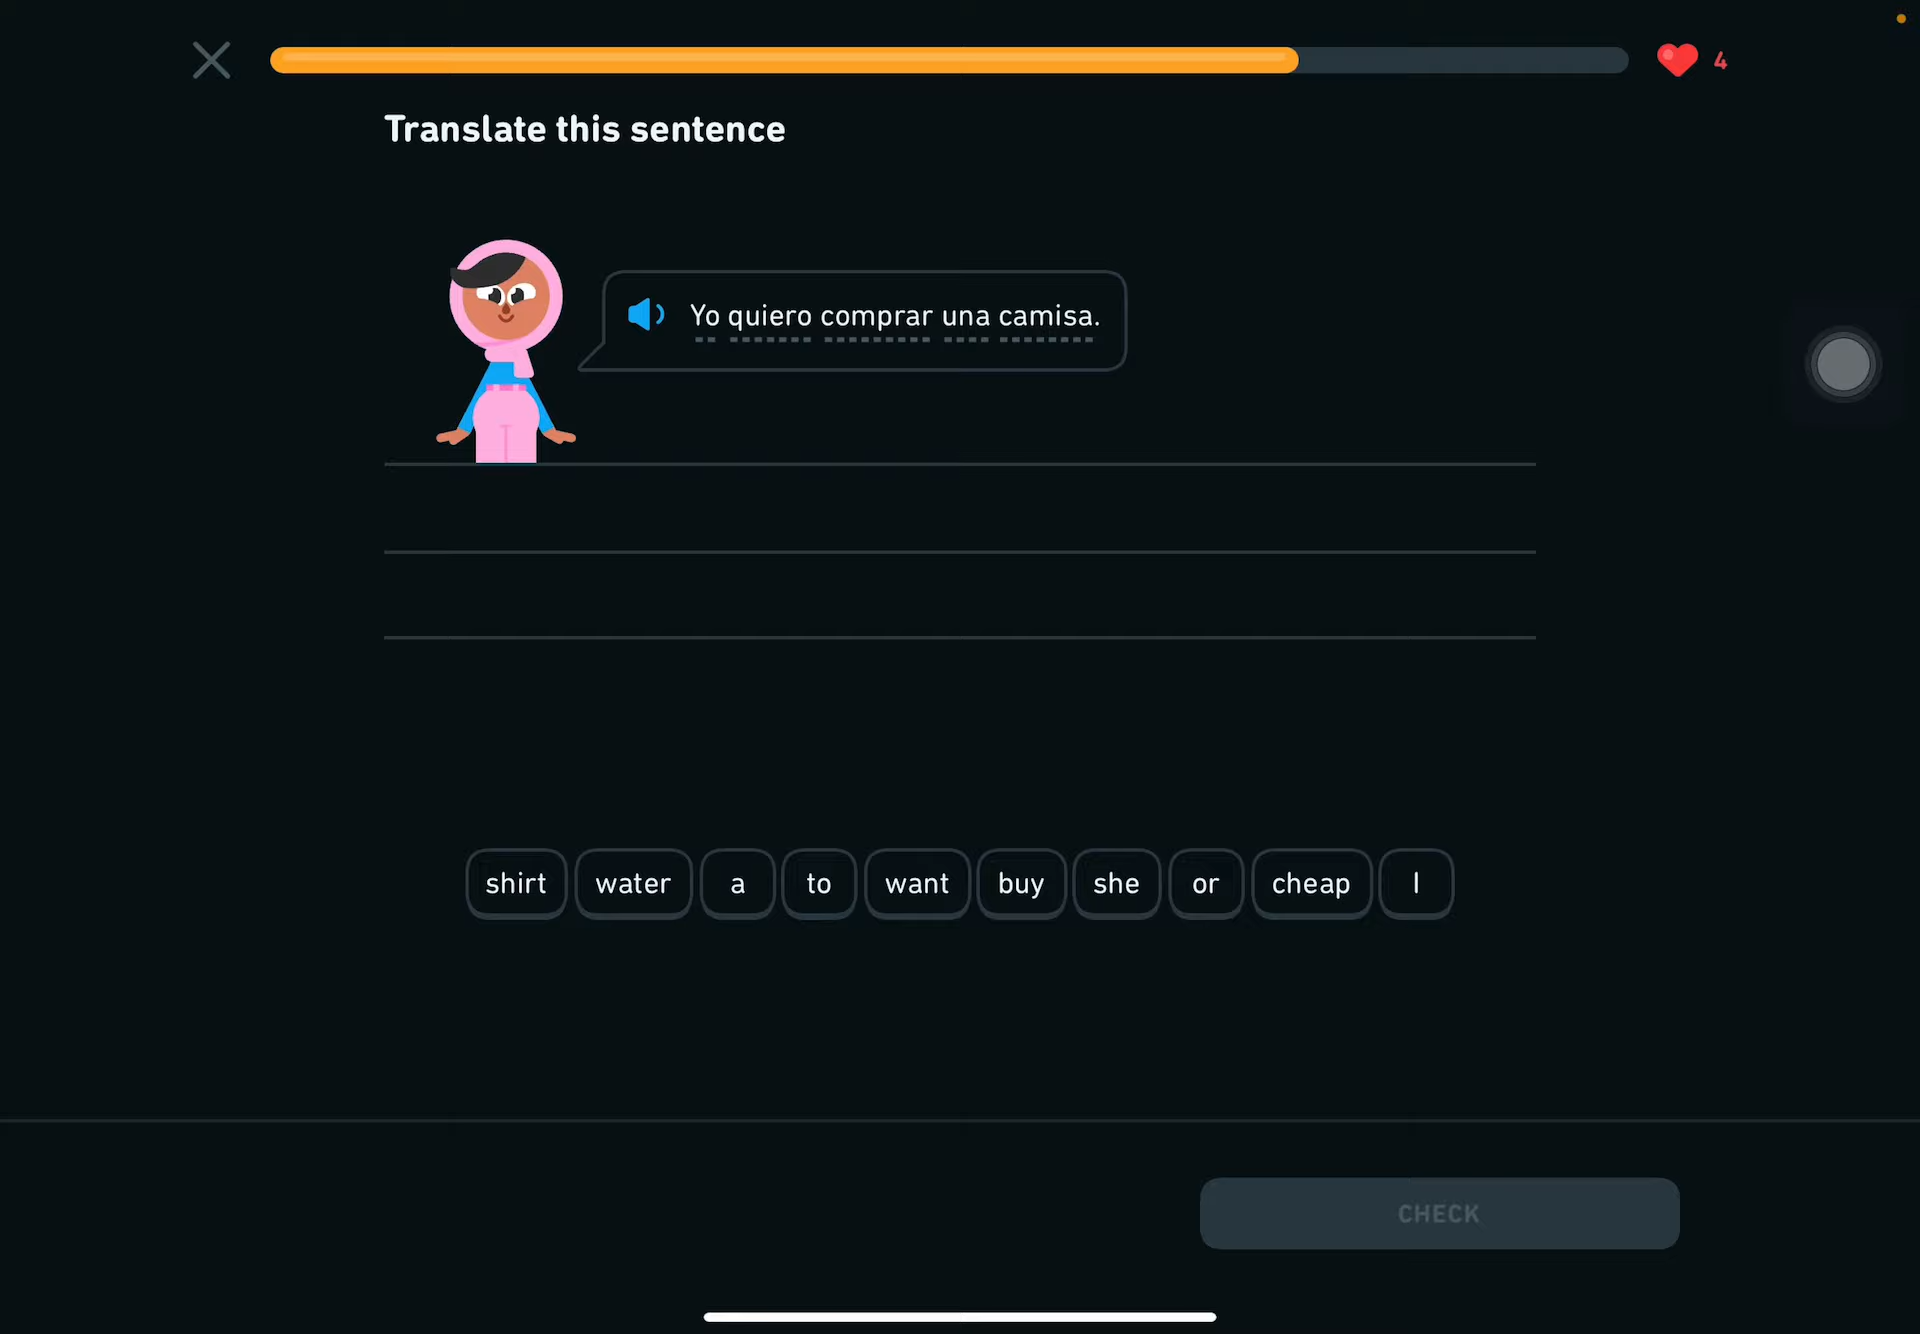 4
Translate this sentence
Yo quiero comprar una camisa.
shirt water a to want buy she or cheap I
CHECK